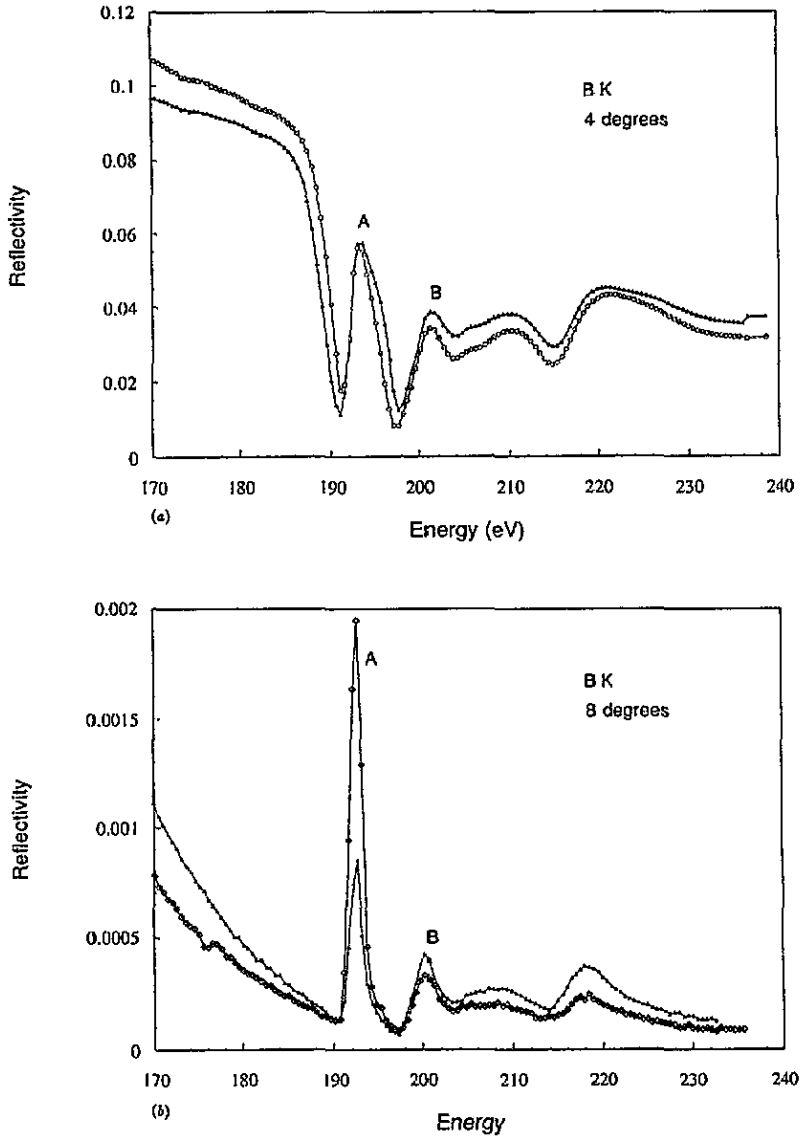 0.12
0.1
0.08
0.06
0.04
0.02
0
Reflectivity
B K
4 degrees
A
B
170 180 190 200 210 220 230 240
(a)
Energy (eV)
0.002
0.0015
0.001
0.0005
0
Reflectivity
B K
8 degrees
A
B
170 180 190 200 210 220 230 240
(b)
Energy